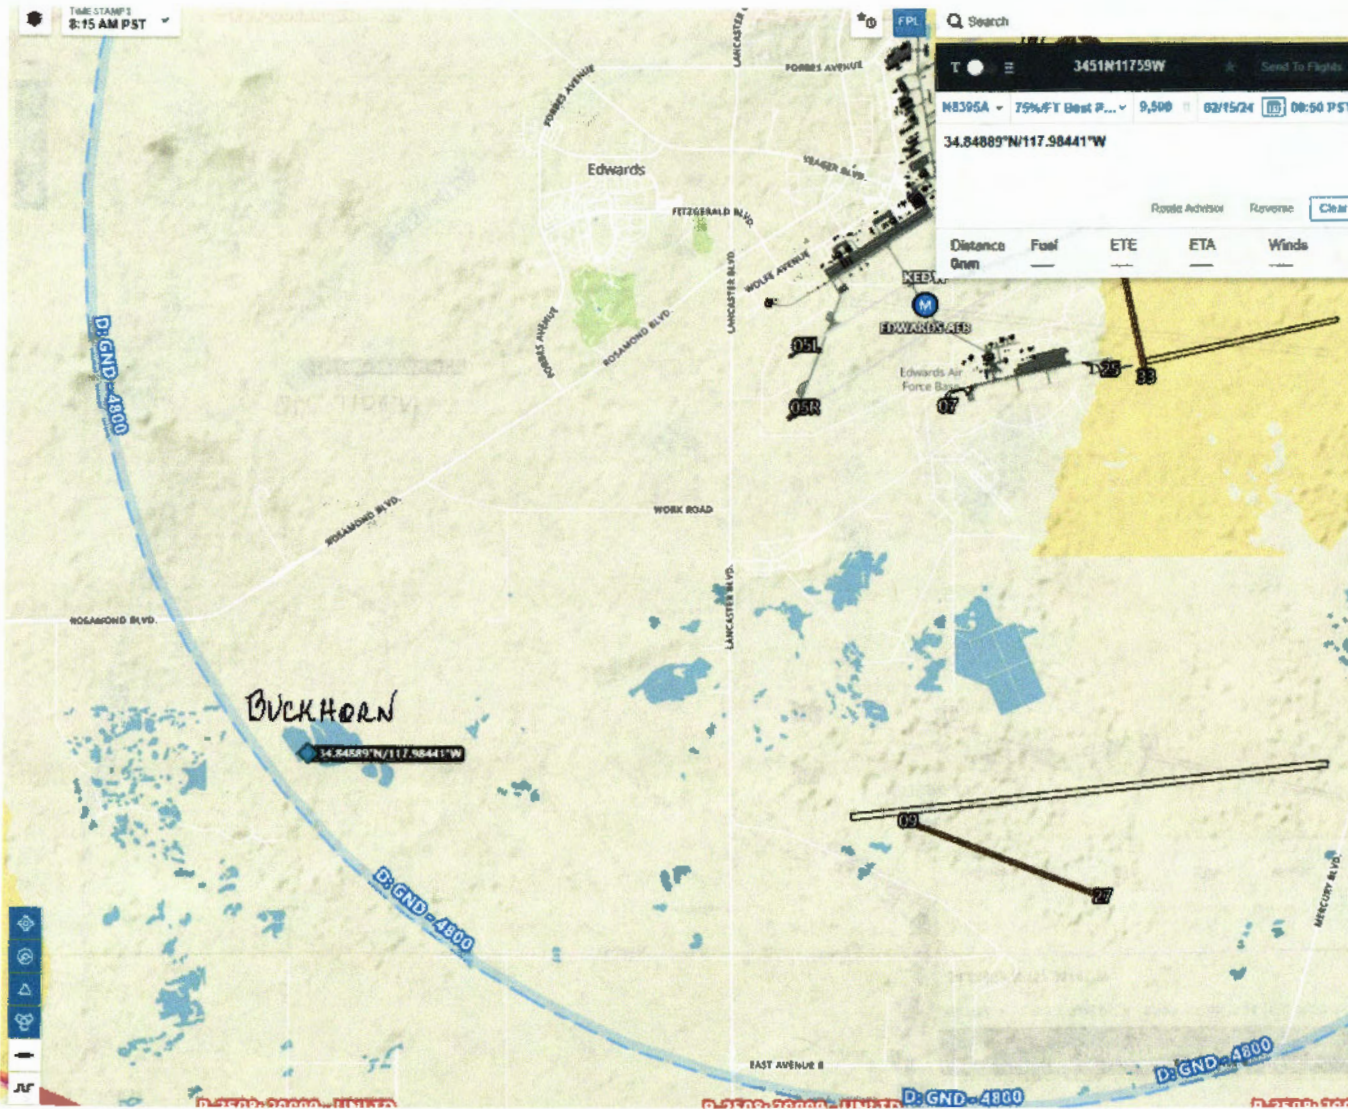 TIMESTAMPS
8:15 AM PST
FPL
Search
3451N11759W
Send To Flights
N8395A
75%/FT Best P...
9,500
02/15/24
08:50 PST
34.84889°N/117.98441°W
Route Advisor
Reverse
Clear
Distance
Fuel
ETE
ETA
Winds
0nm
LANCASTER
FORBES AVENUE
FORBES AVENUE
Edwards
YEAGER BLVD.
FITZGERALD BLVD.
LANCASTER BLVD.
WOLFE AVENUE
KEDW
M
EDWARDS AFB
FORBES AVENUE
ROSAMOND BLVD.
05L
05R
Edwards Air
Force Base
07
25
33
D: GND - 4800
ROSAMOND BLVD.
WORK ROAD
LANCASTER BLVD.
ROSAMOND BLVD.
BUCKHORN
34.84889°N/117.98441°W
09
27
MERCURY BLVD.
D: GND - 4800
EAST AVENUE B
D: GND - 4800
D: GND - 4800